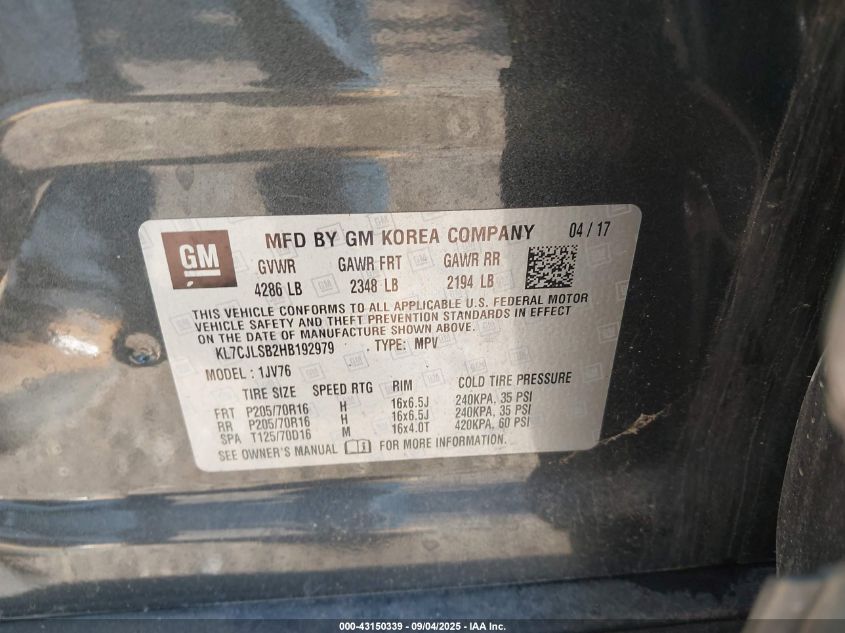 GM
MFD BY GM KOREA COMPANY 04 / 17
GVWR GAWR FRT GAWR RR
4286 LB 2348 LB 2194 LB
THIS VEHICLE CONFORMS TO ALL APPLICABLE U.S. FEDERAL MOTOR
VEHICLE SAFETY AND THEFT PREVENTION STANDARDS IN EFFECT
ON THE DATE OF MANUFACTURE SHOWN ABOVE.
KL7CJLSB2HB192979 TYPE: MPV
MODEL : 1JV76
TIRE SIZE SPEED RTG RIM COLD TIRE PRESSURE
FRT P205/70R16 H 16x6.5J 240KPA, 35 PSI
RR P205/70R16 H 16x6.5J 240KPA, 35 PSI
SPA T125/70D16 M 16x4.0T 420KPA, 60 PSI
SEE OWNER'S MANUAL FOR MORE INFORMATION.
000-43150339 - 09/04/2025 - IAA Inc.